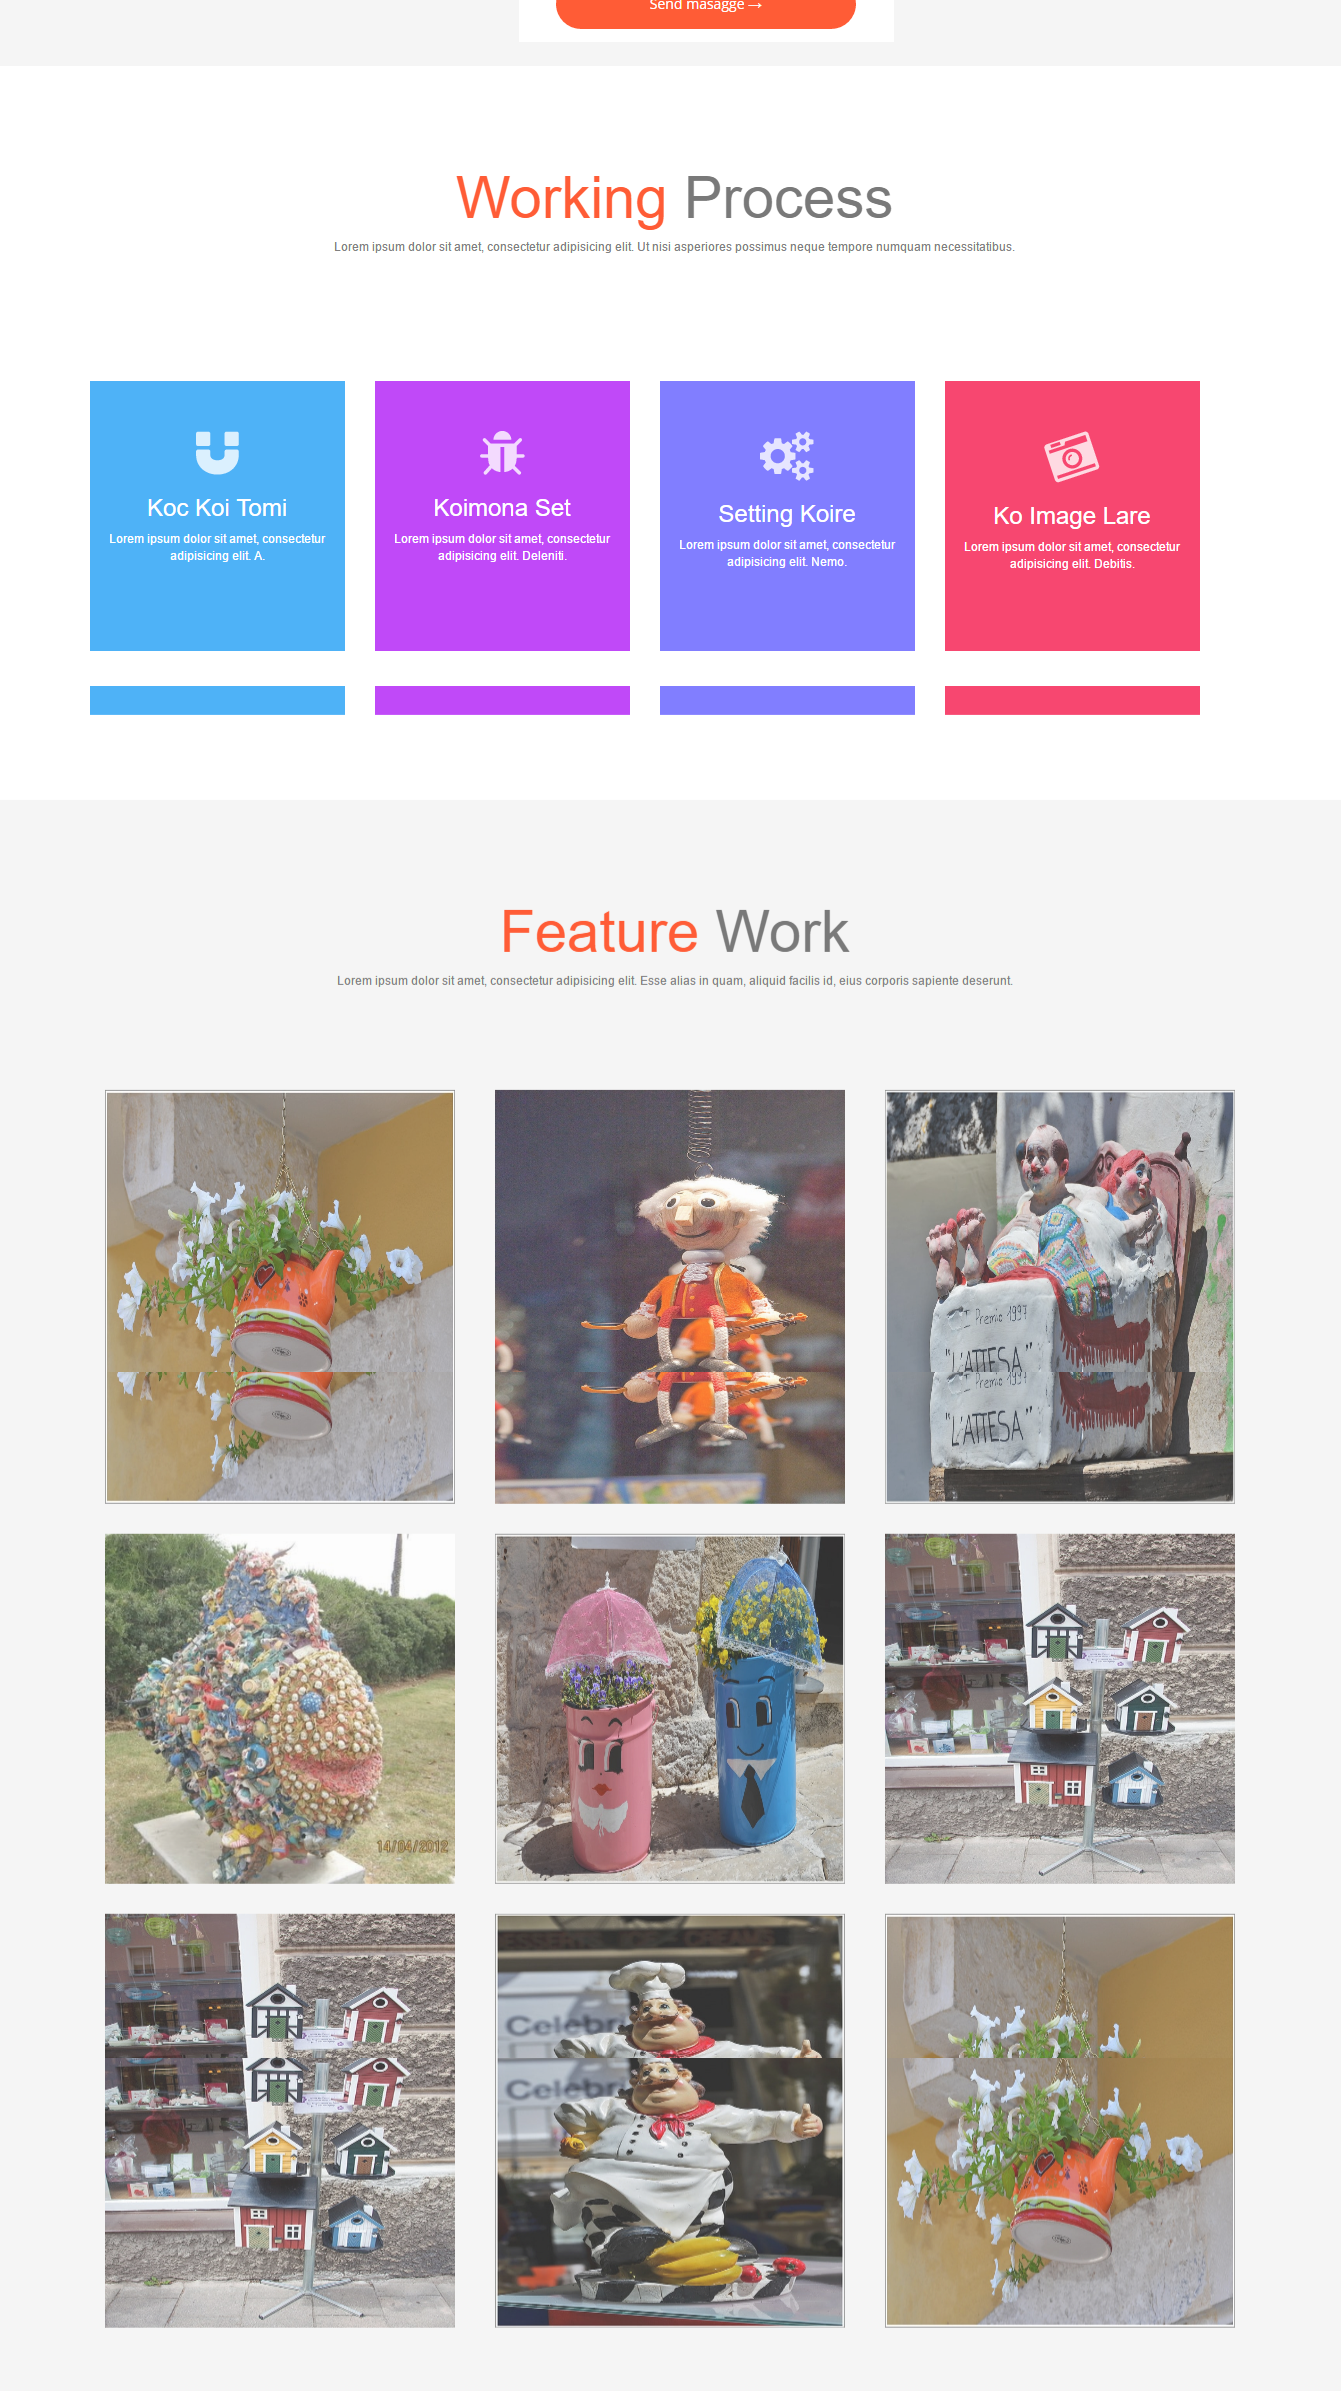 Send masagge →
Working Process
Lorem ipsum dolor sit amet, consectetur adipisicing elit. Ut nisi asperiores possimus neque tempore numquam necessitatibus.
Koc Koi Tomi
Lorem ipsum dolor sit amet, consectetur
adipisicing elit. A.
Koimona Set
Lorem ipsum dolor sit amet, consectetur
adipisicing elit. Deleniti.
Setting Koire
Lorem ipsum dolor sit amet, consectetur
adipisicing elit. Nemo.
Ko Image Lare
Lorem ipsum dolor sit amet, consectetur
adipisicing elit. Debitis.
Feature Work
Lorem ipsum dolor sit amet, consectetur adipisicing elit. Esse alias in quam, aliquid facilis id, eius corporis sapiente deserunt.
I Premio 1997
"L'ATTESA"
I Premio 1997
"L'ATTESA"
14/04/2012
CREAM
Celebr
Celebr